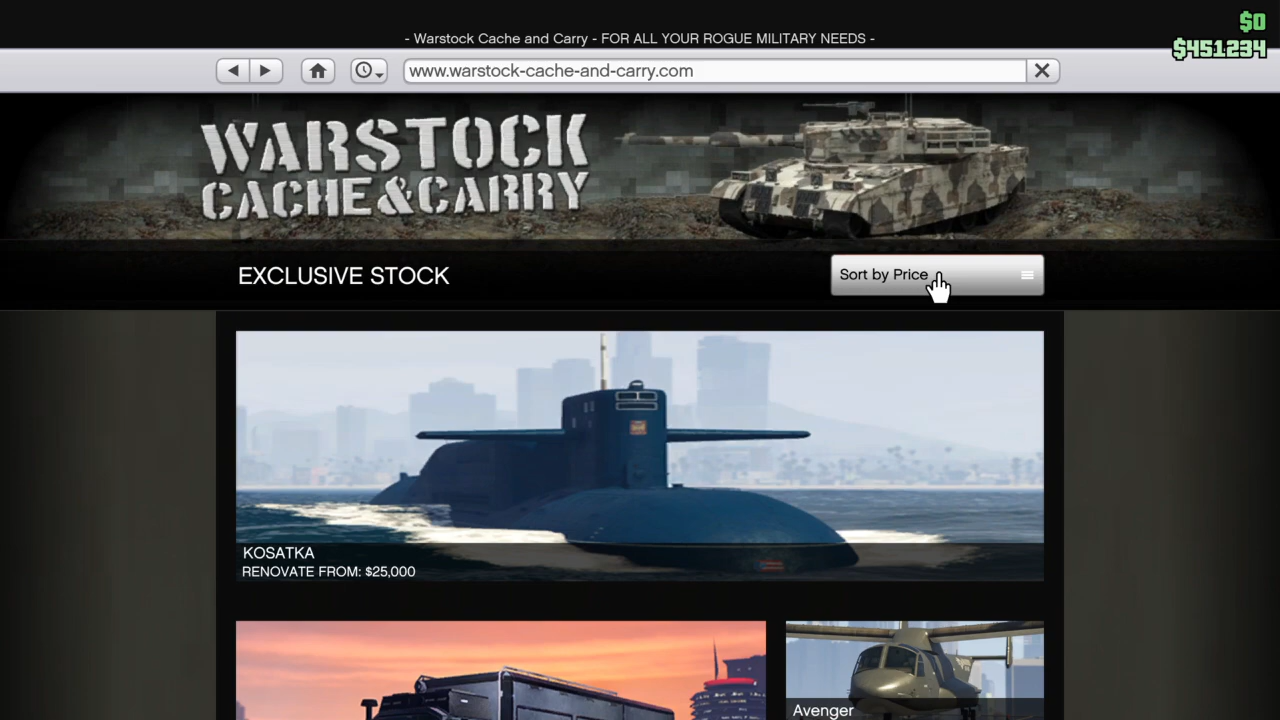 - Warstock Cache and Carry - FOR ALL YOUR ROGUE MILITARY NEEDS -
$0
$451234
www.warstock-cache-and-carry.com
WARSTOCK
CACHE & CARRY
EXCLUSIVE STOCK
Sort by Price
KOSATKA
RENOVATE FROM: $25,000
Avenger